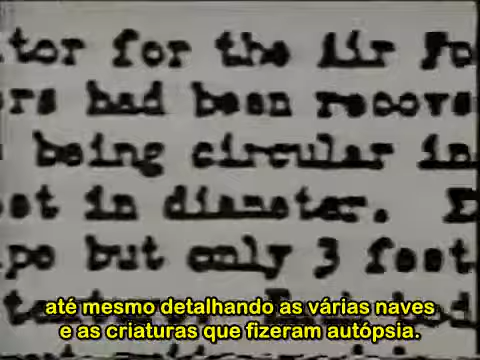 tor for the Air Fo
rs had been recove
being circular in
et in diameter. E
pe but only 3 feet
até mesmo detalhando as várias naves
e as criaturas que fizeram autópsia.